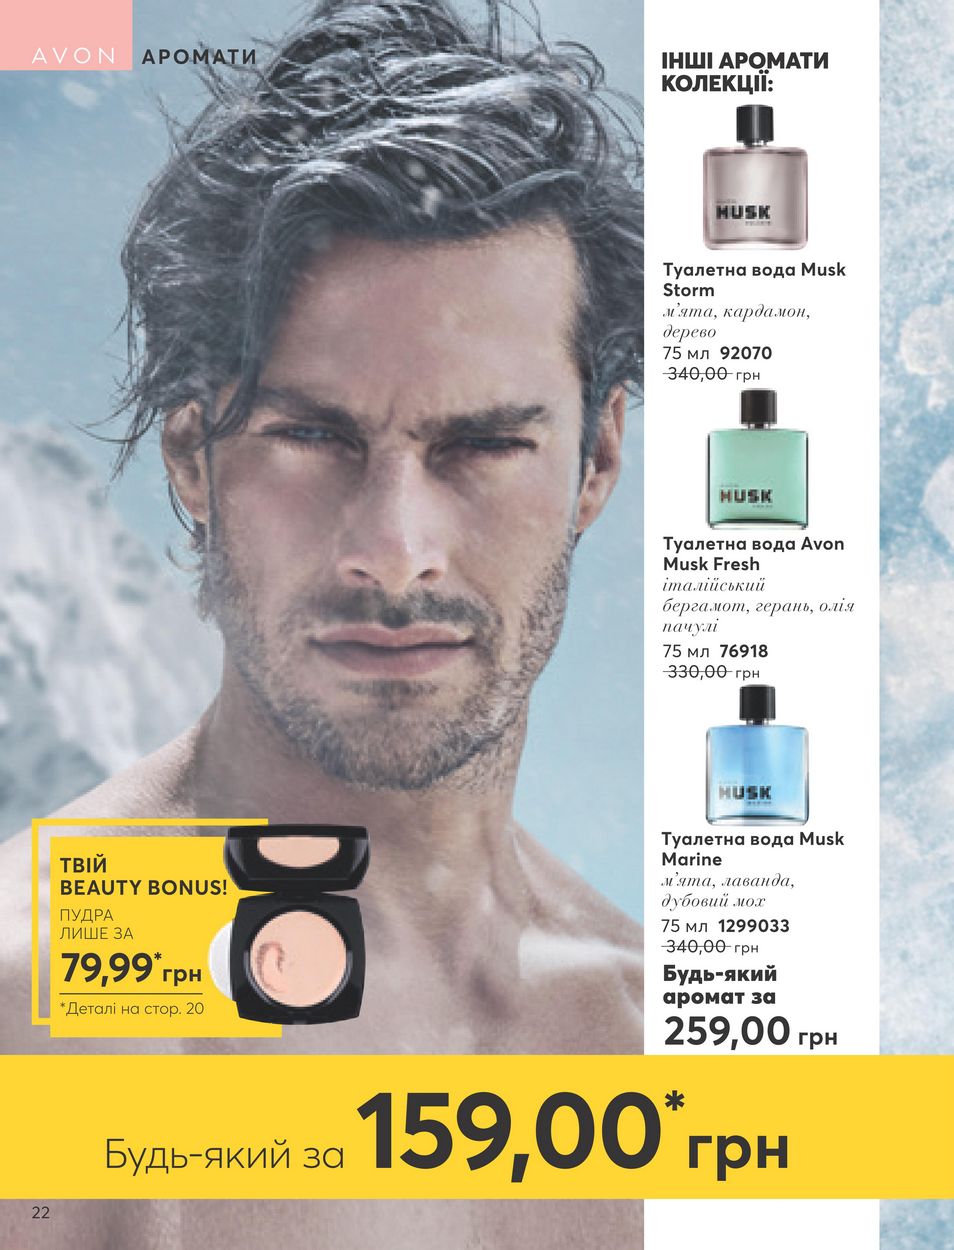 AVON АРОМАТИ
ІНШІ АРОМАТИ
КОЛЕКЦІЇ:
MUSK
Туалетна вода Musk
Storm
м'ята, кардамон,
дерево
75 мл 92070
340,00 грн
MUSK
Туалетна вода Avon
Musk Fresh
італійський
бергамот, герань, олія
пачулі
75 мл 76918
330,00 грн
MUSK
MARINE
Туалетна вода Musk
Marine
м'ята, лаванда,
дубовий мох
75 мл 1299033
340,00 грн
Будь-який
аромат за
259,00 грн
ТВІЙ
BEAUTY BONUS!
ПУДРА
ЛИШЕ ЗА
79,99* грн
*Деталі на стор. 20
Будь-який за 159,00* грн
22